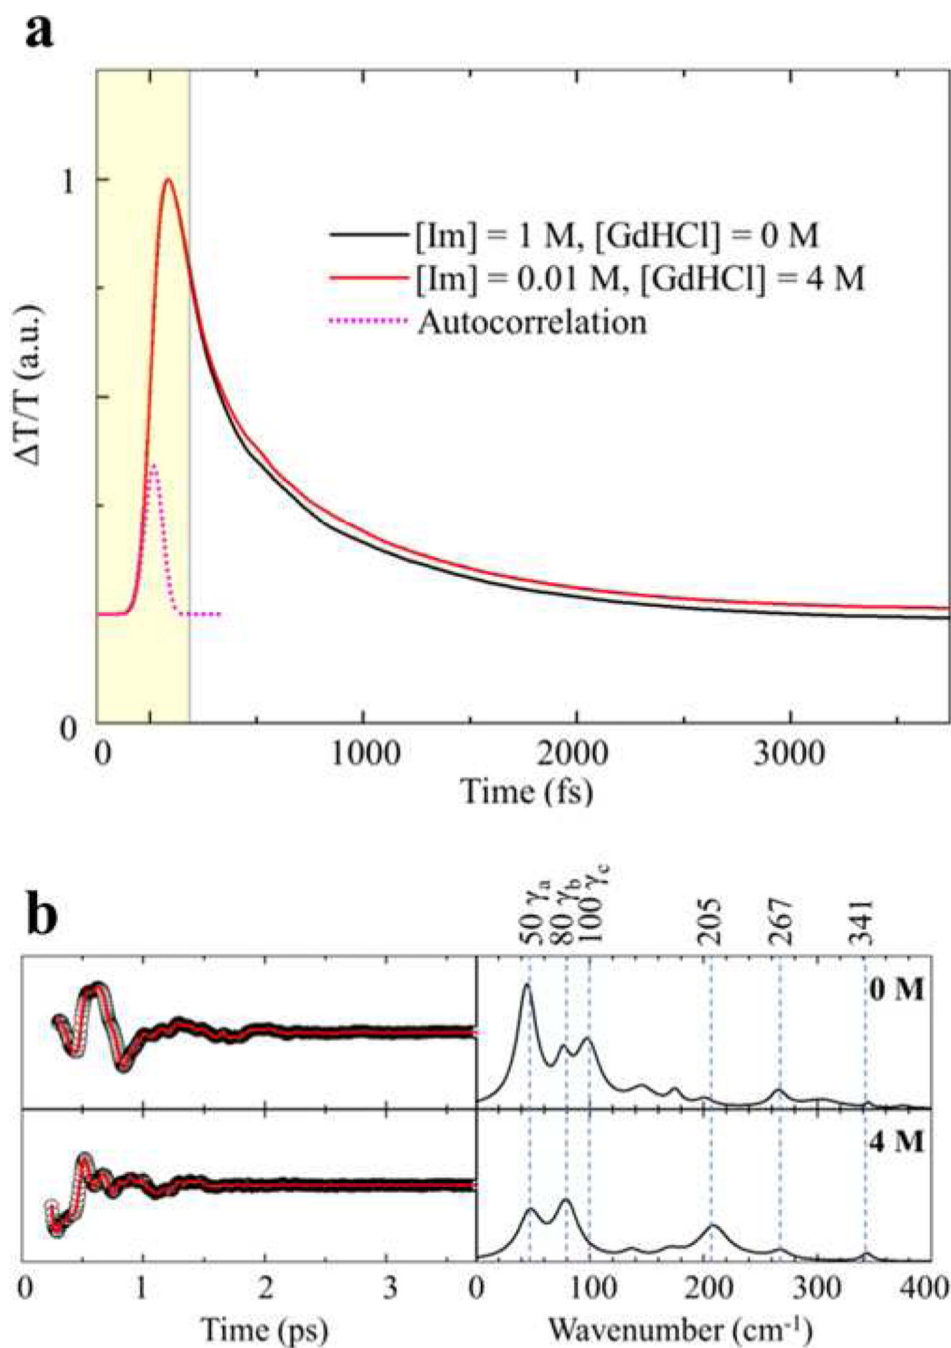 a
1
[Im] = 1 M, [GdHCl] = 0 M
[Im] = 0.01 M, [GdHCl] = 4 M
Autocorrelation
ΔT/T (a.u.)
0
0 1000 2000 3000
Time (fs)
b
50 γa
80 γb
100 γc
205
267
341
0 M
4 M
0 1 2 3
0 100 200 300 400
Time (ps)
Wavenumber (cm-1)